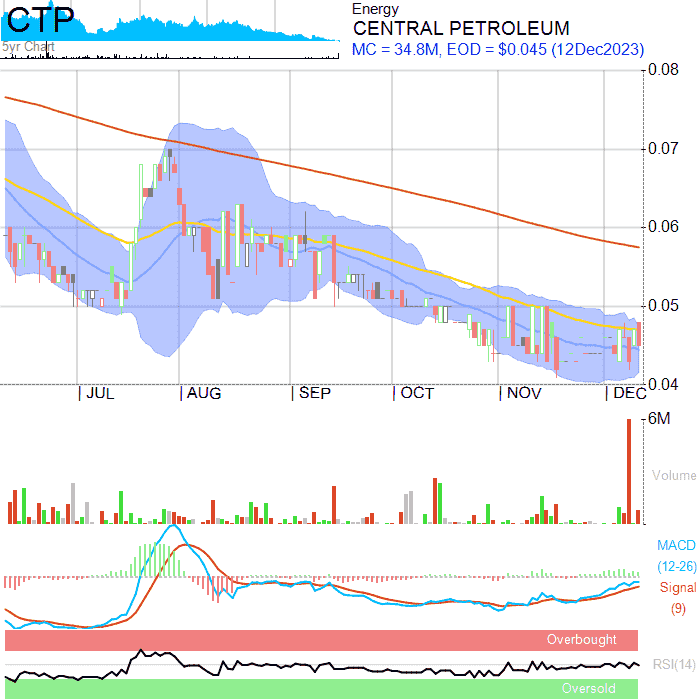 CTP
5yr Chart
Energy
CENTRAL PETROLEUM
MC = 34.8M, EOD = $0.045 (12Dec2023)
0.08
0.07
0.06
0.05
0.04
JUL AUG SEP OCT NOV DEC
6M
Volume
MACD
(12-26)
Signal
(9)
Overbought
RSI(14)
Oversold